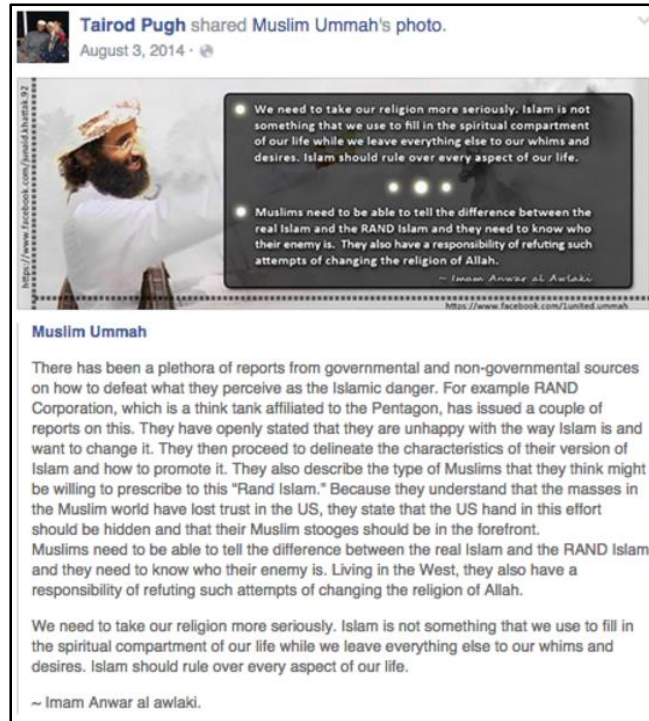 Tairod Pugh shared Muslim Ummah's photo.
August 3, 2014 ·
https://www.facebook.com/junaid.khattak.92
We need to take our religion more seriously. Islam is not
something that we use to fill in the spiritual compartment
of our life while we leave everything else to our whims and
desires. Islam should rule over every aspect of our life.
Muslims need to be able to tell the difference between the
real Islam and the RAND Islam and they need to know who
their enemy is. They also have a responsibility of refuting such
attempts of changing the religion of Allah.
~ Imam Anwar al Awlaki
https://www.facebook.com/1united.ummah
Muslim Ummah
There has been a plethora of reports from governmental and non-governmental sources
on how to defeat what they perceive as the Islamic danger. For example RAND
Corporation, which is a think tank affiliated to the Pentagon, has issued a couple of
reports on this. They have openly stated that they are unhappy with the way Islam is and
want to change it. They then proceed to delineate the characteristics of their version of
Islam and how to promote it. They also describe the type of Muslims that they think might
be willing to prescribe to this "Rand Islam." Because they understand that the masses in
the Muslim world have lost trust in the US, they state that the US hand in this effort
should be hidden and that their Muslim stooges should be in the forefront.
Muslims need to be able to tell the difference between the real Islam and the RAND Islam
and they need to know who their enemy is. Living in the West, they also have a
responsibility of refuting such attempts of changing the religion of Allah.
We need to take our religion more seriously. Islam is not something that we use to fill in
the spiritual compartment of our life while we leave everything else to our whims and
desires. Islam should rule over every aspect of our life.
~ Imam Anwar al awlaki.